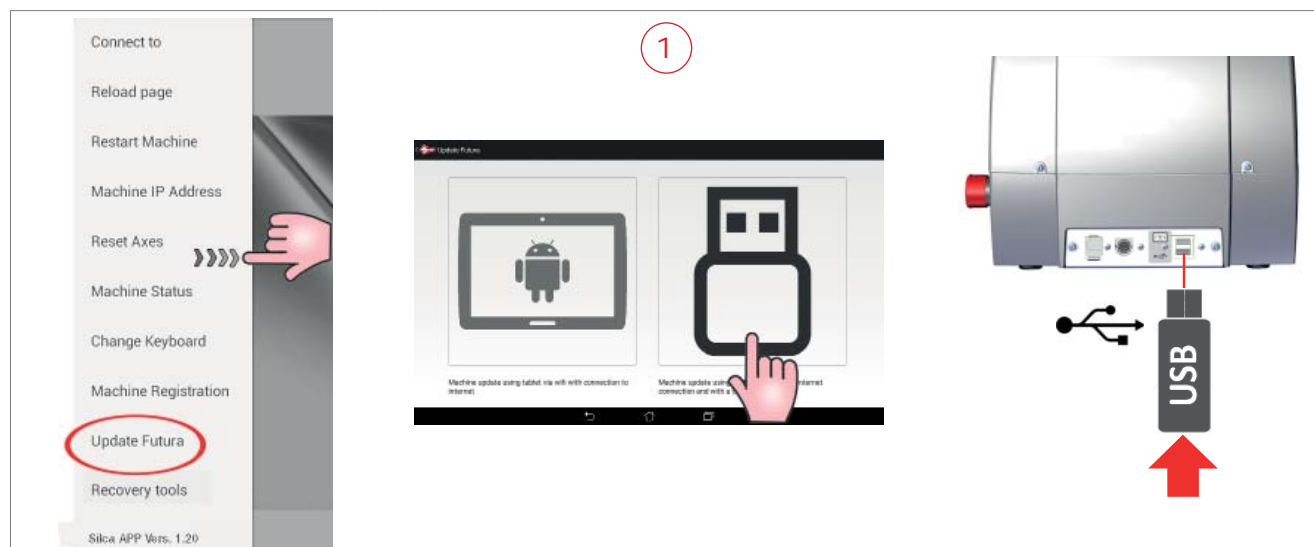 Connect to
Reload page
Restart Machine
Machine IP Address
Reset Axes
Machine Status
Change Keyboard
Machine Registration
Update Futura
Recovery tools
Silca APP Vers. 1.20
1
Update Futura
Machine update using tablet via wifi with connection to
internet
Machine update using internet
connection and with a
USB